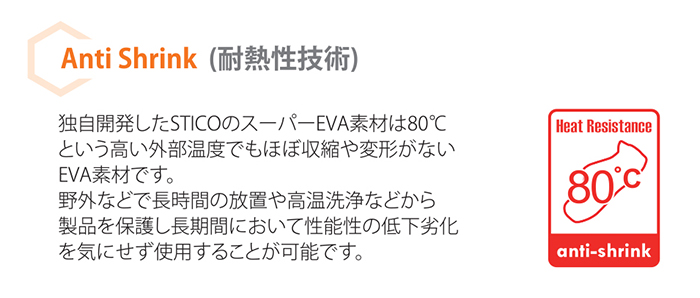 Anti Shrink (耐熱性技術)
独自開発したSTICOのスーパーEVA素材は80℃
という高い外部温度でもほぼ収縮や変形がない
EVA素材です。
野外などで長時間の放置や高温洗浄などから
製品を保護し長期間において性能性の低下劣化
を気にせず使用することが可能です。
Heat Resistance
80℃
anti-shrink